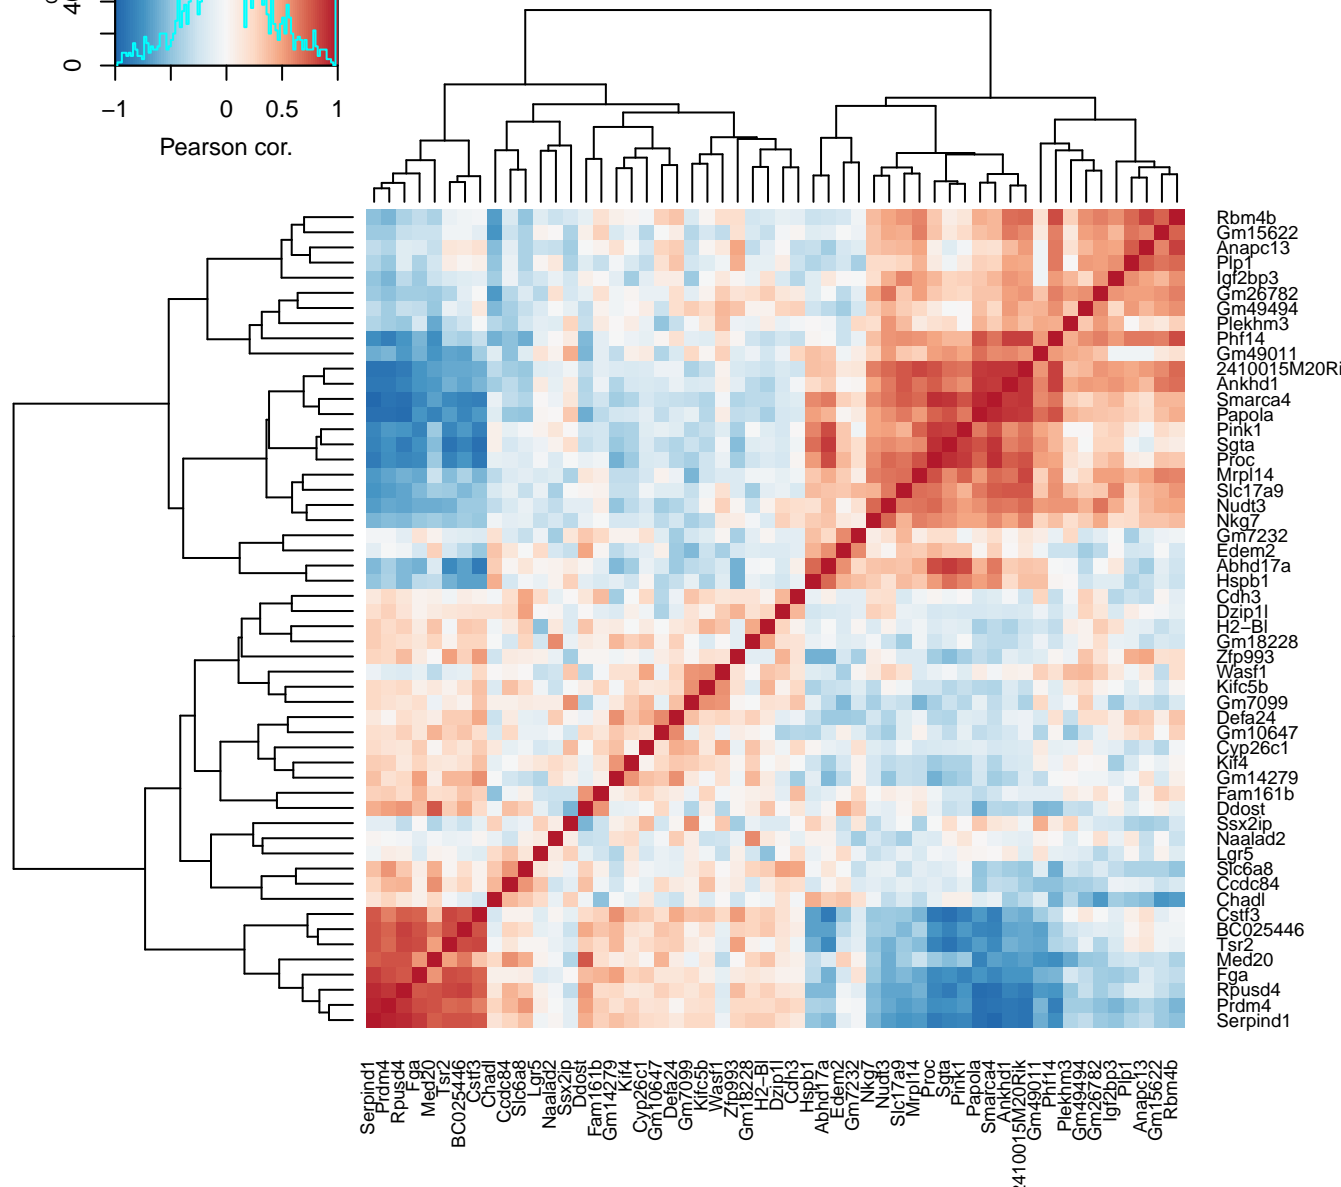 40
0
−1
0
0.5
1
Pearson cor.
Rbm4b
Gm15622
Anapc13
Plp1
Igf2bp3
Gm26782
Gm49494
Plekhm3
Phf14
Gm49011
2410015M20Ri
Ankhd1
Smarca4
Papola
Pink1
Sgta
Proc
Mrpl14
Slc17a9
Nudt3
Nkg7
Gm7232
Edem2
Abhd17a
Hspb1
Cdh3
Dzip1l
H2−Bl
Gm18228
Zfp993
Wasf1
Kifc5b
Gm7099
Defa24
Gm10647
Cyp26c1
Kif4
Gm14279
Fam161b
Ddost
Ssx2ip
Naalad2
Lgr5
Slc6a8
Ccdc84
Chadl
Cstf3
BC025446
Tsr2
Med20
Fga
Rpusd4
Prdm4
Serpind1
Serpind1
Prdm4
Rpusd4
Fga
Med20
Tsr2
BC025446
Cstf3
Chadl
Ccdc84
Slc6a8
Lgr5
Naalad2
Ssx2ip
Ddost
Fam161b
Gm14279
Kif4
Cyp26c1
Gm10647
Defa24
Gm7099
Kifc5b
Wasf1
Zfp993
Gm18228
H2−Bl
Dzip1l
Cdh3
Hspb1
Abhd17a
Edem2
Gm7232
Nkg7
Nudt3
Slc17a9
Mrpl14
Proc
Sgta
Pink1
Papola
Smarca4
Ankhd1
2410015M20Rik
Gm49011
Phf14
Plekhm3
Gm49494
Gm26782
Igf2bp3
Plp1
Anapc13
Gm15622
Rbm4b